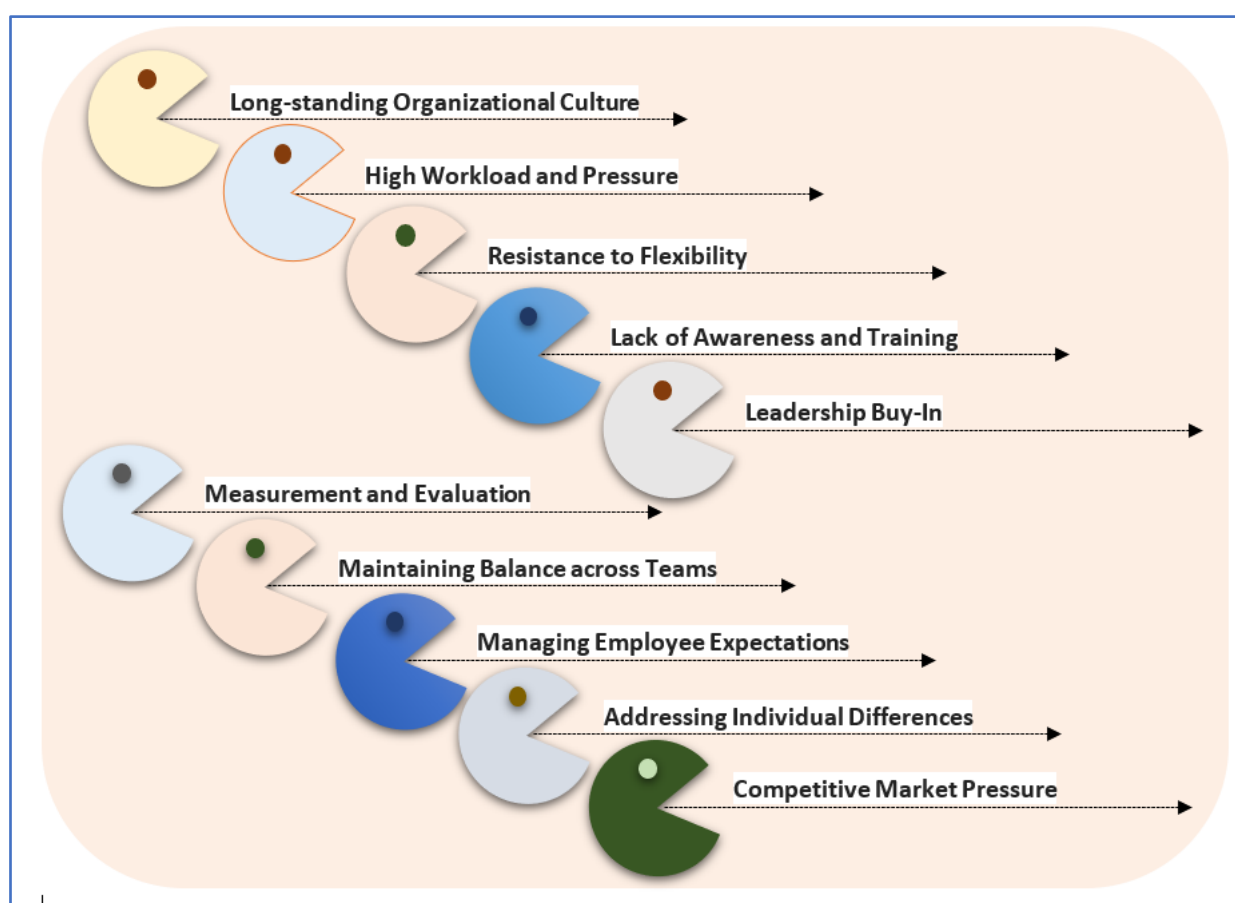 Long-standing Organizational Culture
High Workload and Pressure
Resistance to Flexibility
Lack of Awareness and Training
Leadership Buy-In
Measurement and Evaluation
Maintaining Balance across Teams
Managing Employee Expectations
Addressing Individual Differences
Competitive Market Pressure